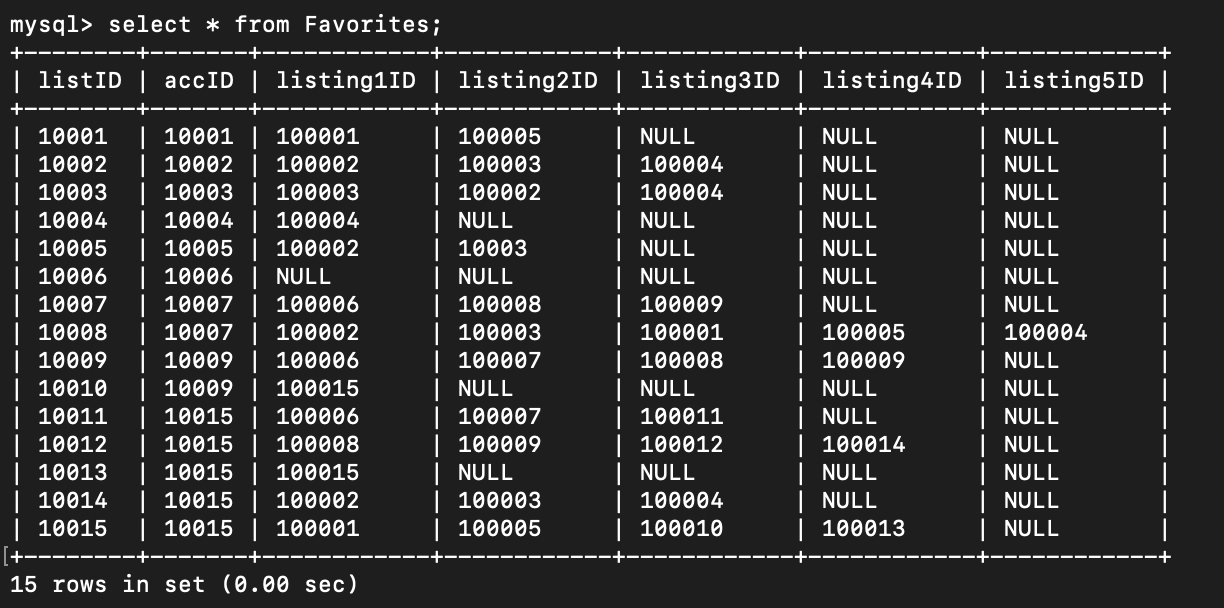 mysql> select * from Favorites;
+---------+-------+------------+------------+------------+------------+------------+
| listID | accID | listing1ID | listing2ID | listing3ID | listing4ID | listing5ID |
+---------+-------+------------+------------+------------+------------+------------+
| 10001 | 10001 | 100001 | 100005 | NULL | NULL | NULL |
| 10002 | 10002 | 100002 | 100003 | 100004 | NULL | NULL |
| 10003 | 10003 | 100003 | 100002 | 100004 | NULL | NULL |
| 10004 | 10004 | 100004 | NULL | NULL | NULL | NULL |
| 10005 | 10005 | 100002 | 10003 | NULL | NULL | NULL |
| 10006 | 10006 | NULL | NULL | NULL | NULL | NULL |
| 10007 | 10007 | 100006 | 100008 | 100009 | NULL | NULL |
| 10008 | 10007 | 100002 | 100003 | 100001 | 100005 | 100004 |
| 10009 | 10009 | 100006 | 100007 | 100008 | 100009 | NULL |
| 10010 | 10009 | 100015 | NULL | NULL | NULL | NULL |
| 10011 | 10015 | 100006 | 100007 | 100011 | NULL | NULL |
| 10012 | 10015 | 100008 | 100009 | 100012 | 100014 | NULL |
| 10013 | 10015 | 100015 | NULL | NULL | NULL | NULL |
| 10014 | 10015 | 100002 | 100003 | 100004 | NULL | NULL |
| 10015 | 10015 | 100001 | 100005 | 100010 | 100013 | NULL |
[+---------+-------+------------+------------+------------+------------+------------+
15 rows in set (0.00 sec)